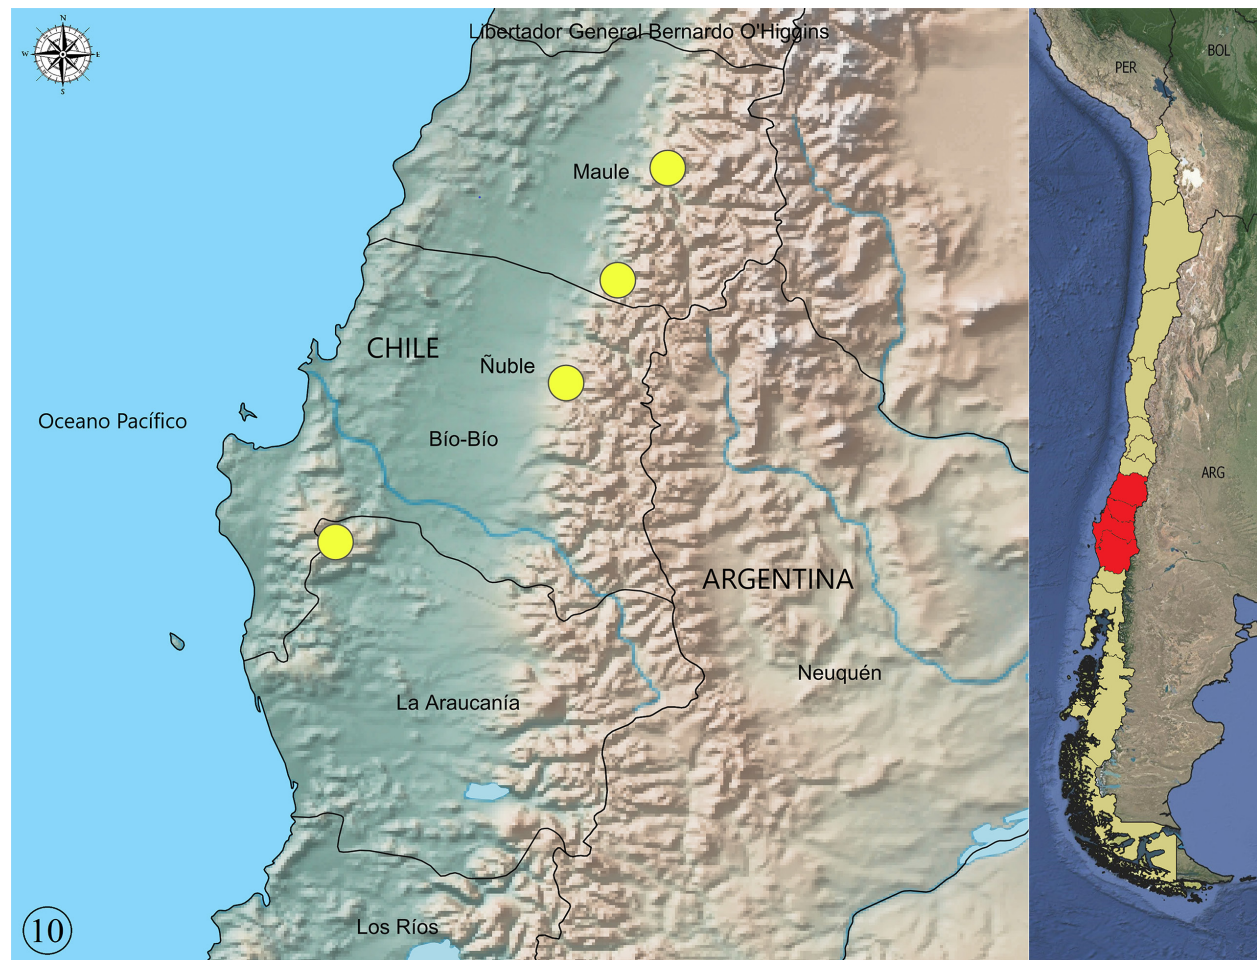 N
W
E
S
Libertador General Bernardo O'Higgins
Maule
CHILE
Ñuble
Oceano Pacífico
Bío-Bío
ARGENTINA
Neuquén
La Araucanía
Los Ríos
10
BOL
PER
ARG